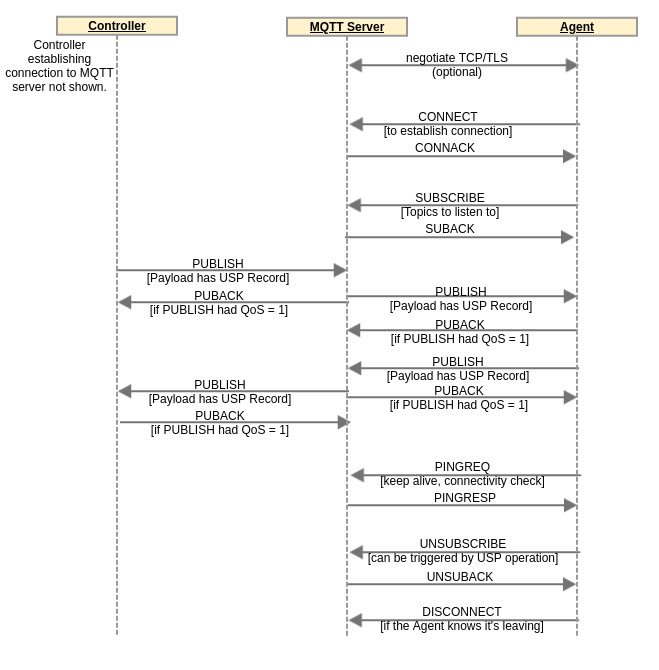 Controller
MQTT Server
Agent
Controller
establishing
connection to MQTT
server not shown.
negotiate TCP/TLS
(optional)
CONNECT
[to establish connection]
CONNACK
SUBSCRIBE
[Topics to listen to]
SUBACK
PUBLISH
[Payload has USP Record]
PUBACK
[if PUBLISH had QoS = 1]
PUBLISH
[Payload has USP Record]
PUBACK
[if PUBLISH had QoS = 1]
PUBLISH
[Payload has USP Record]
PUBLISH
[Payload has USP Record]
PUBACK
[if PUBLISH had QoS = 1]
PUBACK
[if PUBLISH had QoS = 1]
PINGREQ
[keep alive, connectivity check]
PINGRESP
UNSUBSCRIBE
[can be triggered by USP operation]
UNSUBACK
DISCONNECT
[if the Agent knows it's leaving]